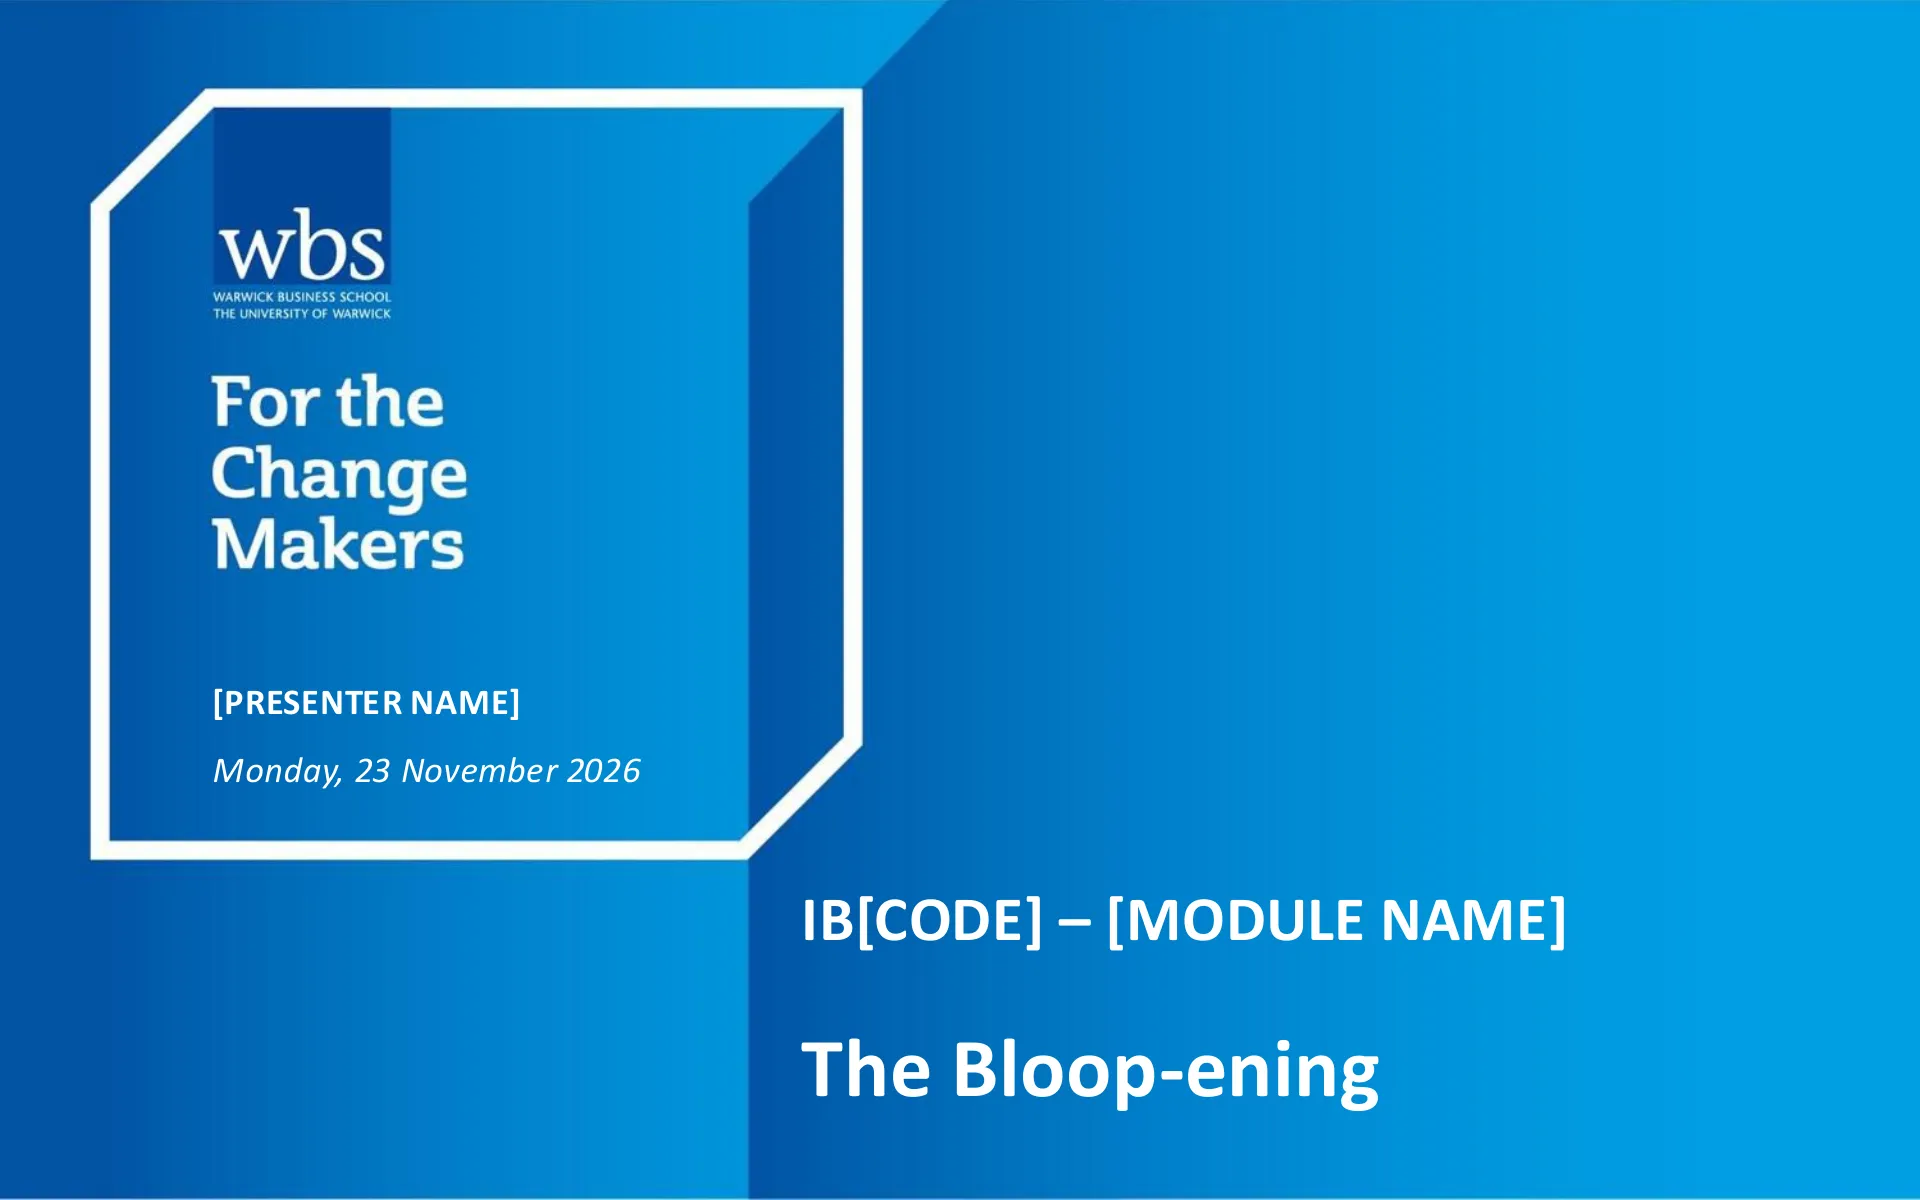 wbs
WARWICK BUSINESS SCHOOL
THE UNIVERSITY OF WARWICK
For the
Change
Makers
[PRESENTER NAME]
Monday, 23 November 2026
IB[CODE] – [MODULE NAME]
The Bloop-ening